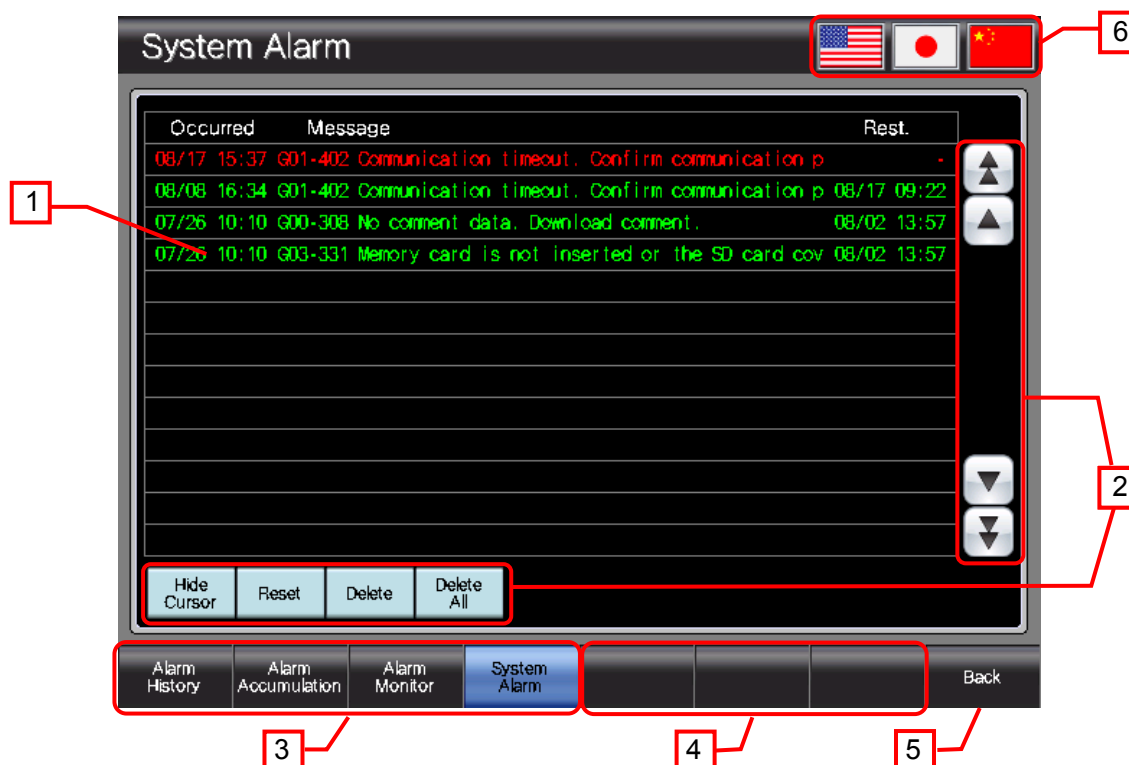 System Alarm
6
Occurred Message Rest.
08/17 15:37 G01-402 Communication timeout. Confirm communication p -
1
08/08 16:34 G01-402 Communication timeout. Confirm communication p 08/17 09:22
07/26 10:10 G00-308 No comment data. Download comment. 08/02 13:57
07/26 10:10 G03-331 Memory card is not inserted or the SD card cov 08/02 13:57
2
Hide Cursor Reset Delete Delete All
Alarm History Alarm Accumulation Alarm Monitor System Alarm Back
3 4 5